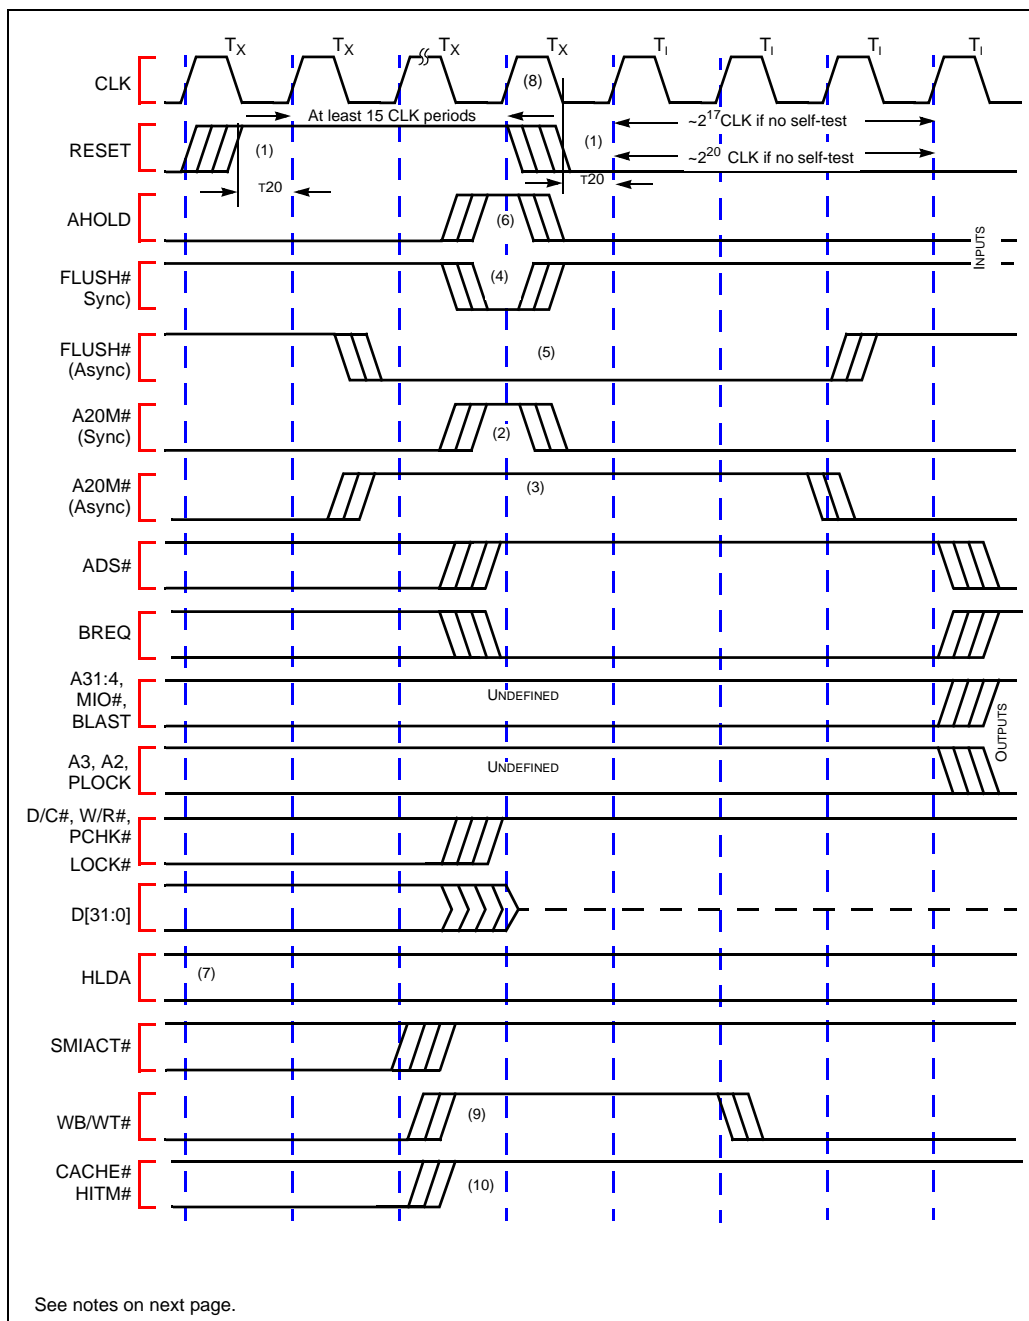 TX TX TX TX TI TI TI TI
CLK
(8)
At least 15 CLK periods
~2^17CLK if no self-test
RESET
(1)
(1)
~2^20 CLK if no self-test
T20
T20
AHOLD
(6)
INPUTS
FLUSH#
Sync)
(4)
FLUSH#
(Async)
(5)
A20M#
(Sync)
(2)
A20M#
(Async)
(3)
ADS#
BREQ
A31:4,
MIO#,
BLAST
UNDEFINED
OUTPUTS
A3, A2,
PLOCK
UNDEFINED
D/C#, W/R#,
PCHK#
LOCK#
D[31:0]
HLDA
(7)
SMIACT#
WB/WT#
(9)
CACHE#
HITM#
(10)
See notes on next page.